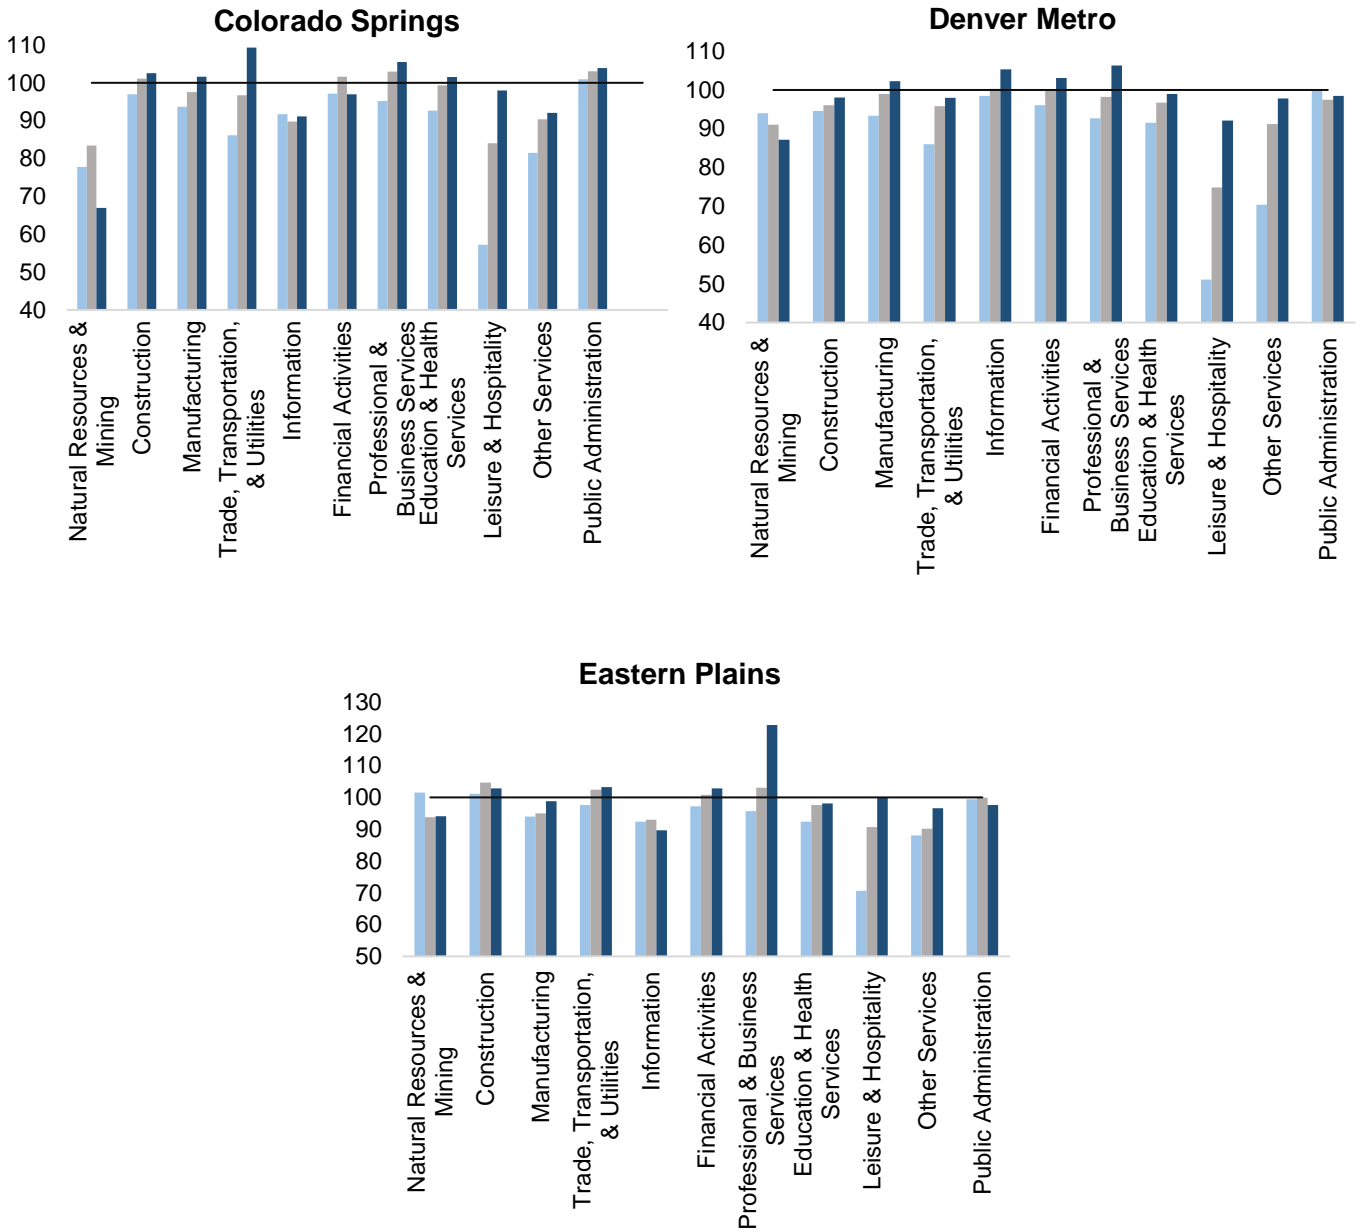 Colorado Springs
110
100
90
80
70
60
50
40
Natural Resources &
Mining
Construction
Manufacturing
Trade, Transportation,
& Utilities
Information
Financial Activities
Professional &
Business Services
Education & Health
Services
Leisure & Hospitality
Other Services
Public Administration
Denver Metro
110
100
90
80
70
60
50
40
Natural Resources &
Mining
Construction
Manufacturing
Trade, Transportation,
& Utilities
Information
Financial Activities
Professional &
Business Services
Education & Health
Services
Leisure & Hospitality
Other Services
Public Administration
Eastern Plains
130
120
110
100
90
80
70
60
50
Natural Resources &
Mining
Construction
Manufacturing
Trade, Transportation,
& Utilities
Information
Financial Activities
Professional & Business
Services
Education & Health
Services
Leisure & Hospitality
Other Services
Public Administration